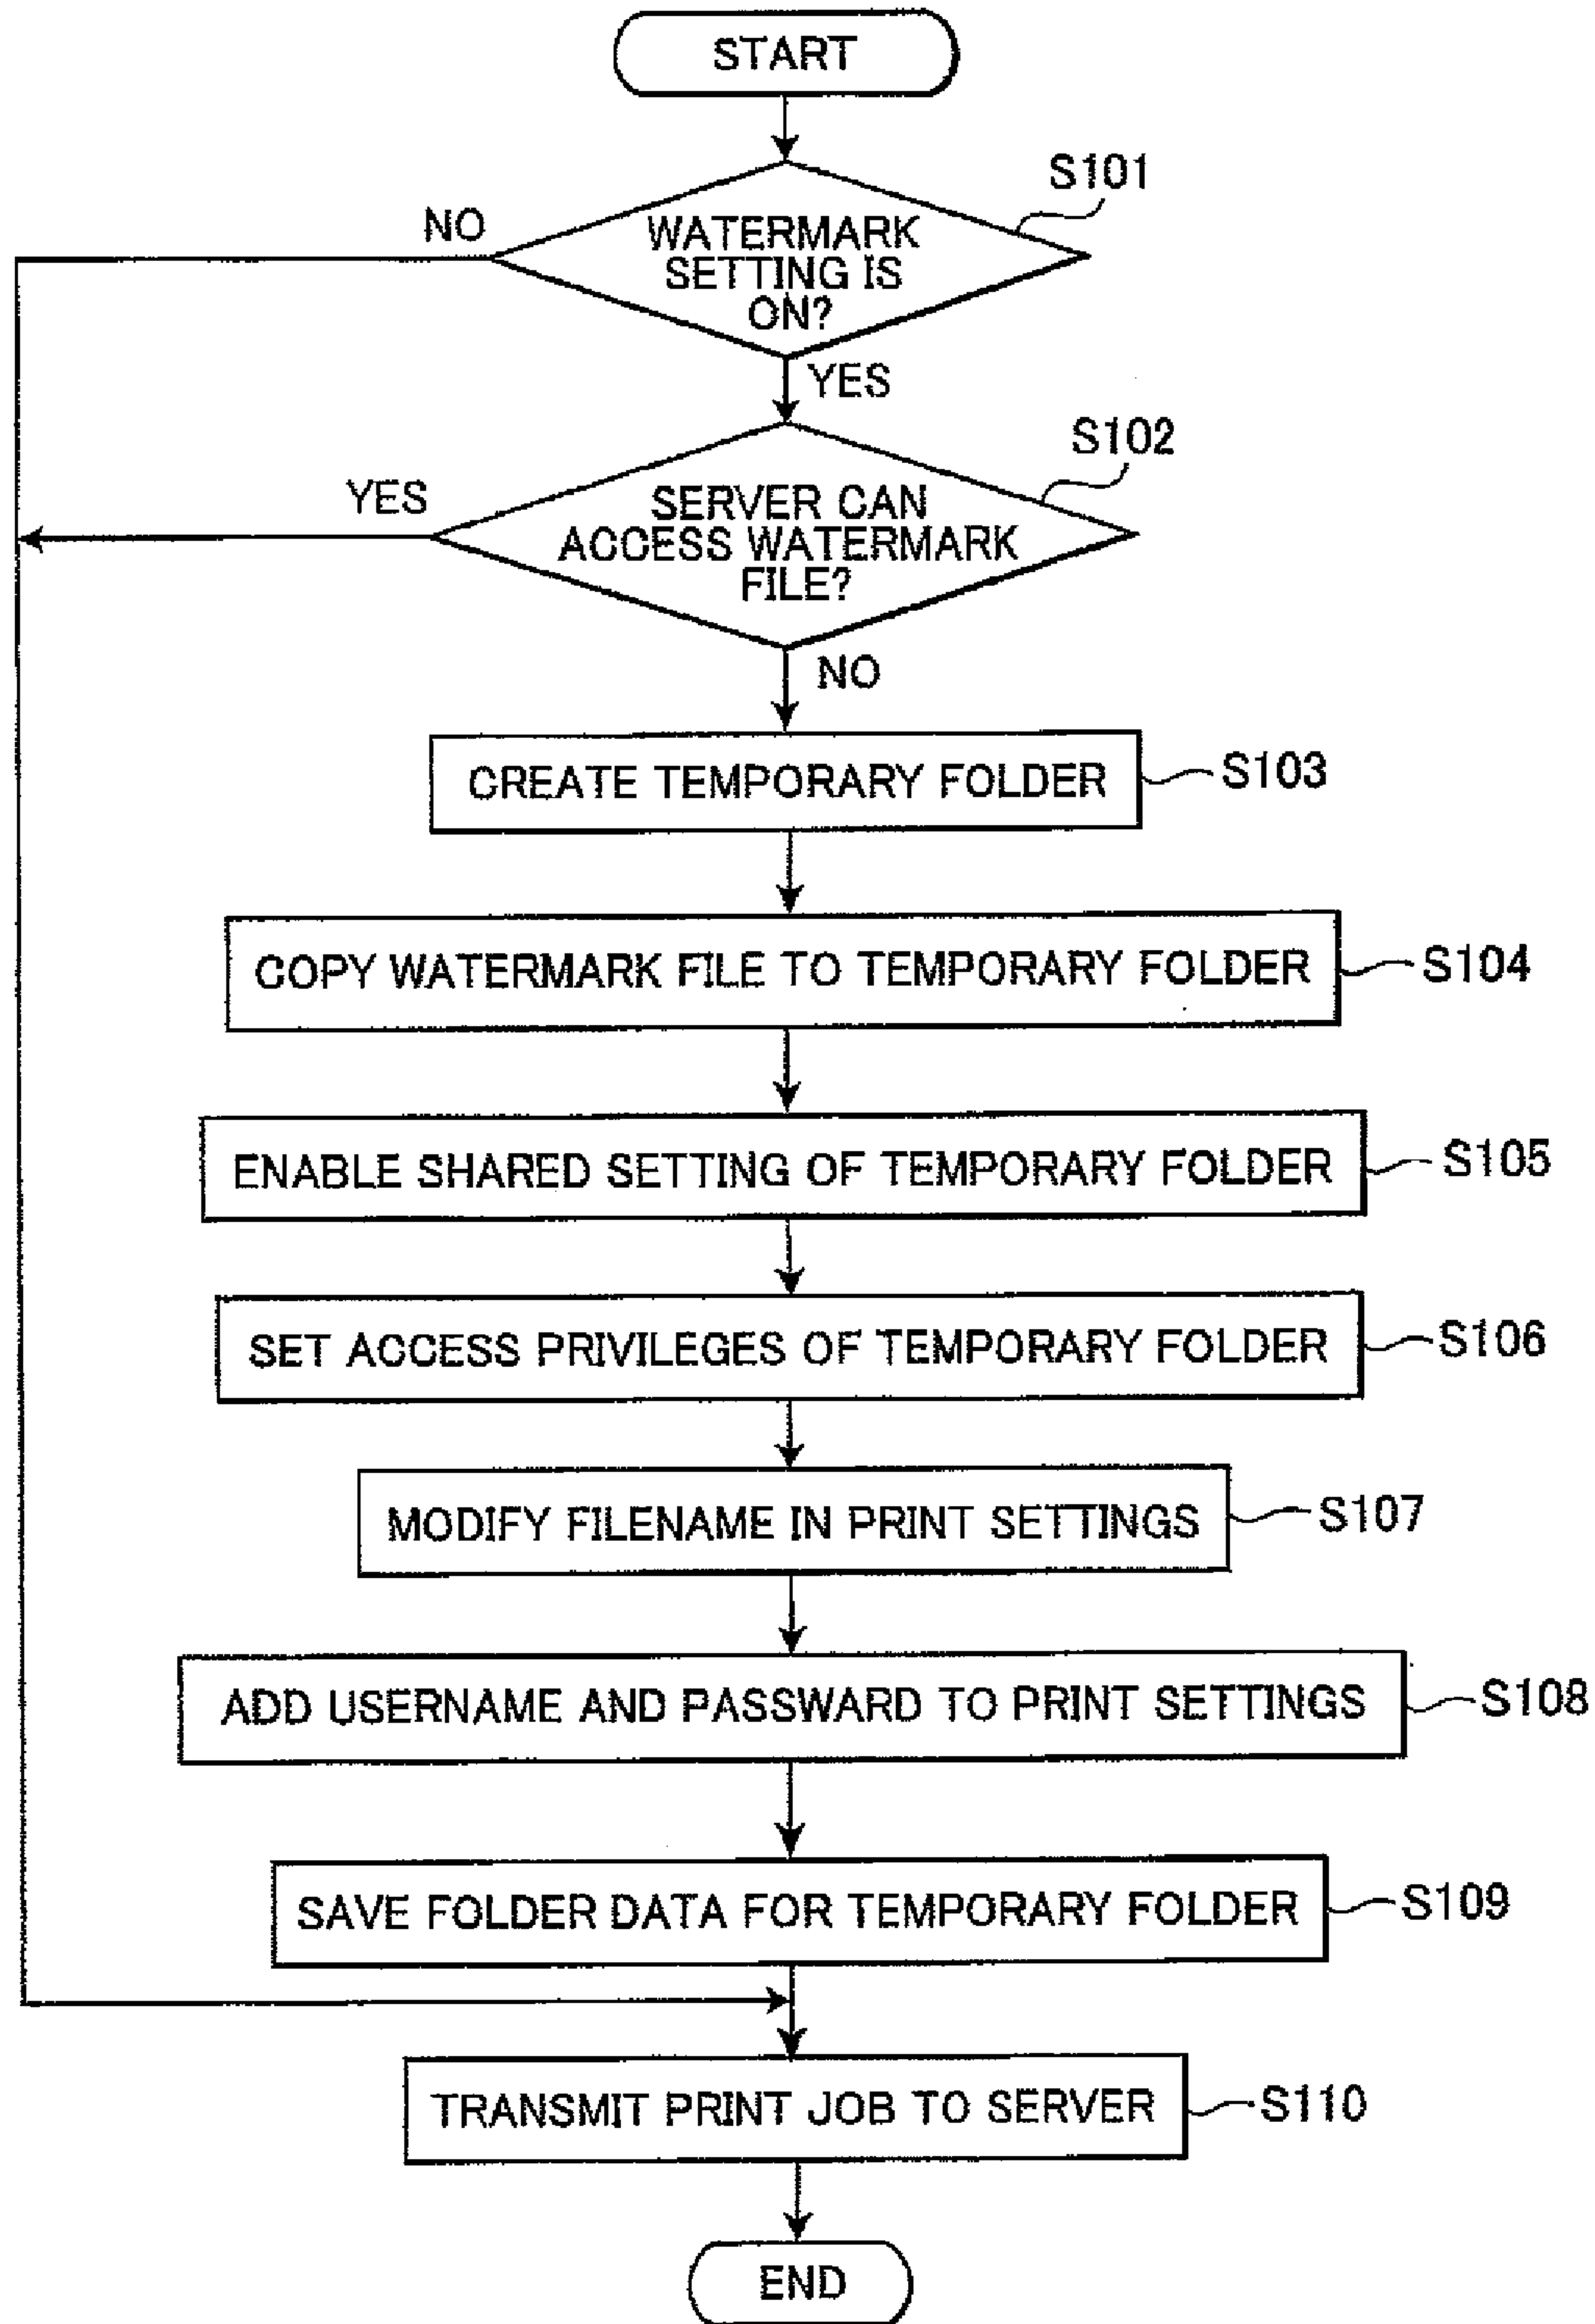 START
S101
NO
WATERMARK
SETTING IS
ON?
YES
S102
YES
SERVER CAN
ACCESS WATERMARK
FILE?
NO
CREATE TEMPORARY FOLDER
S103
COPY WATERMARK FILE TO TEMPORARY FOLDER
S104
ENABLE SHARED SETTING OF TEMPORARY FOLDER
S105
SET ACCESS PRIVILEGES OF TEMPORARY FOLDER
S106
MODIFY FILENAME IN PRINT SETTINGS
S107
ADD USERNAME AND PASSWARD TO PRINT SETTINGS
S108
SAVE FOLDER DATA FOR TEMPORARY FOLDER
S109
TRANSMIT PRINT JOB TO SERVER
S110
END